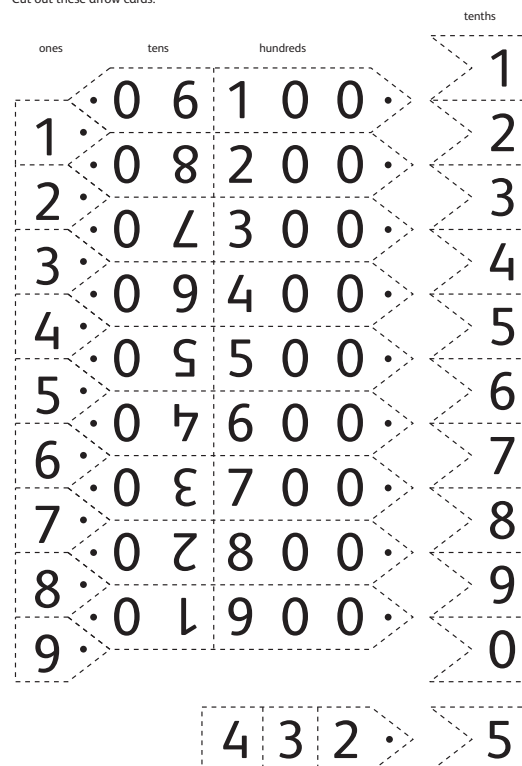 Cut out these arrow cards.
ones
1 •
2 •
3 •
4 •
5 •
6 •
7 •
8 •
9 •
tens
9 0 •
8 0 •
7 0 •
6 0 •
5 0 •
4 0 •
3 0 •
2 0 •
1 0 •
hundreds
1 0 0 •
2 0 0 •
3 0 0 •
4 0 0 •
5 0 0 •
6 0 0 •
7 0 0 •
8 0 0 •
9 0 0 •
tenths
1
2
3
4
5
6
7
8
9
0
4 3 2 • 5